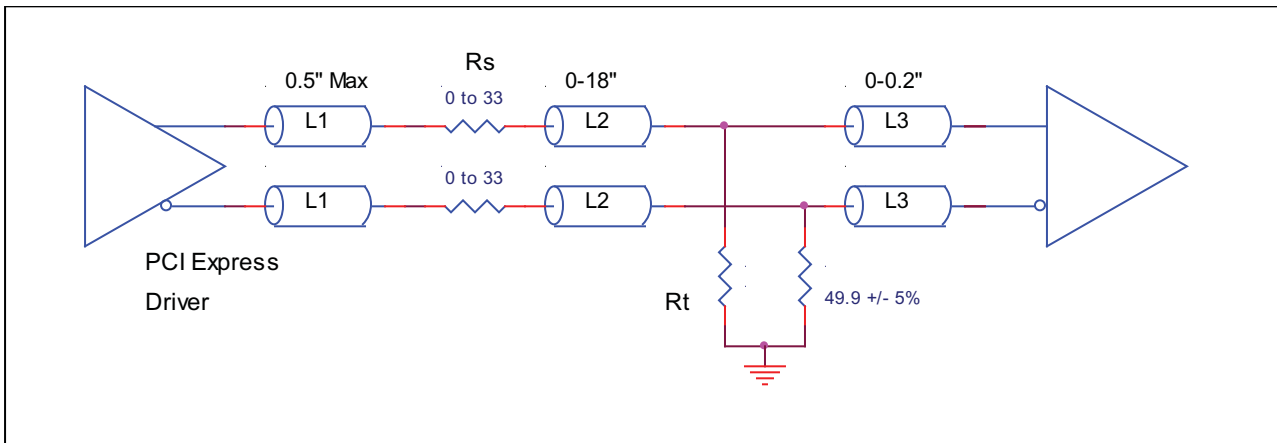 Rs
0.5" Max
0-18"
0-0.2"
0 to 33
L1
L2
L3
0 to 33
L1
L2
L3
PCI Express
Driver
Rt
49.9 +/- 5%